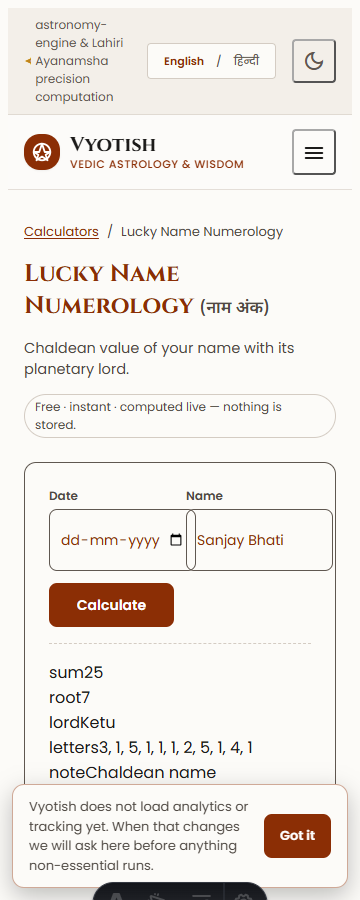 astronomy-
engine & Lahiri
Ayanamsha
precision
computation
English / हिन्दी
VYOTISH
VEDIC ASTROLOGY & WISDOM
Calculators / Lucky Name Numerology
LUCKY NAME
NUMEROLOGY (नाम अंक)
Chaldean value of your name with its
planetary lord.
Free · instant · computed live — nothing is
stored.
Date Name
dd-mm-yyyy Sanjay Bhati
Calculate
sum25
root7
lordKetu
letters3, 1, 5, 1, 1, 1, 2, 5, 1, 4, 1
noteChaldean name
Vyotish does not load analytics or
tracking yet. When that changes
we will ask here before anything
non-essential runs.
Got it